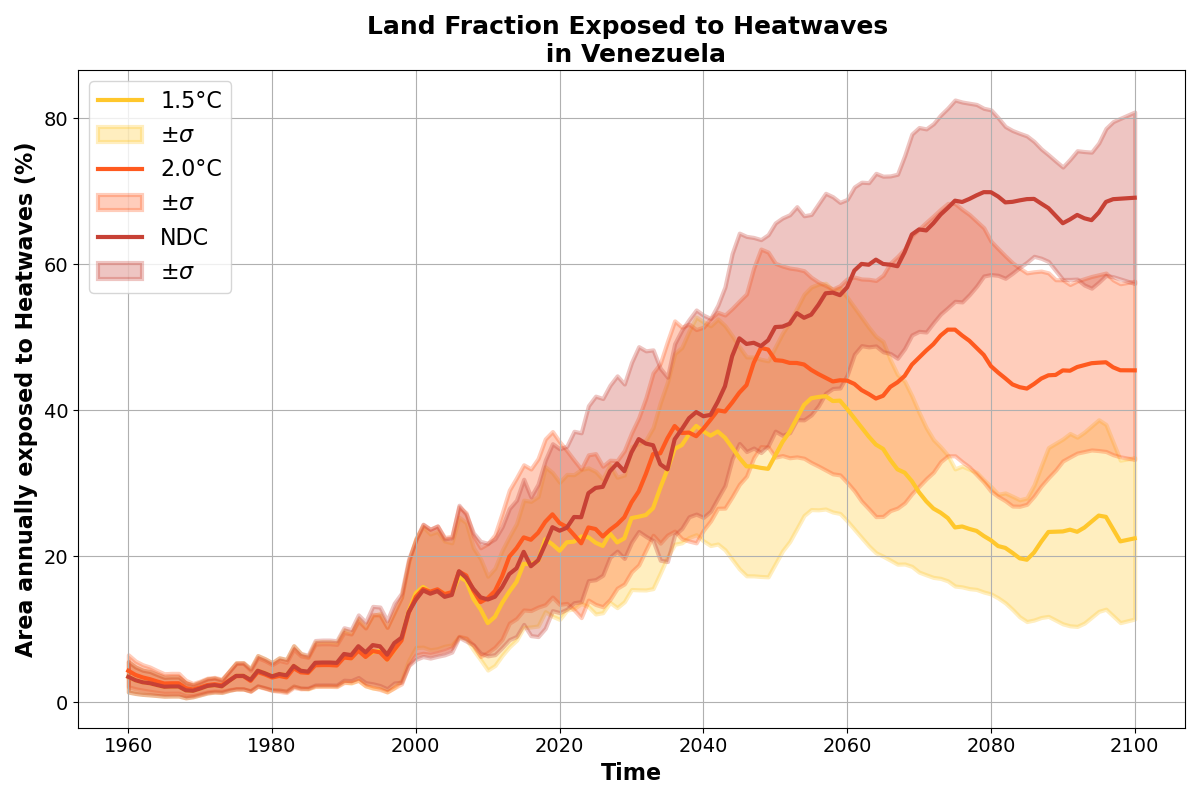 Land Fraction Exposed to Heatwaves
in Venezuela
Area annually exposed to Heatwaves (%)
80
60
40
20
0
1.5°C
±σ
2.0°C
±σ
NDC
±σ
1960
1980
2000
2020
2040
2060
2080
2100
Time